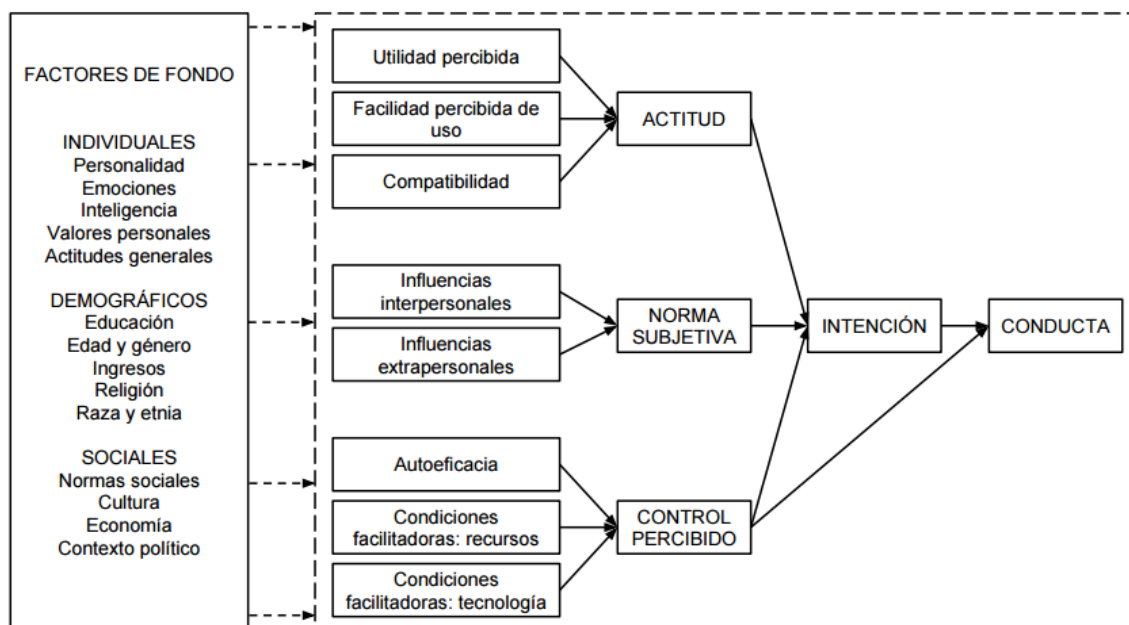 FACTORES DE FONDO
INDIVIDUALES
Personalidad
Emociones
Inteligencia
Valores personales
Actitudes generales
DEMOGRÁFICOS
Educación
Edad y género
Ingresos
Religión
Raza y etnia
SOCIALES
Normas sociales
Cultura
Economía
Contexto político
Utilidad percibida
Facilidad percibida de
uso
Compatibilidad
Influencias
interpersonales
Influencias
extrapersonales
Autoeficacia
Condiciones
facilitadoras: recursos
Condiciones
facilitadoras: tecnología
ACTITUD
NORMA
SUBJETIVA
CONTROL
PERCIBIDO
INTENCIÓN
CONDUCTA